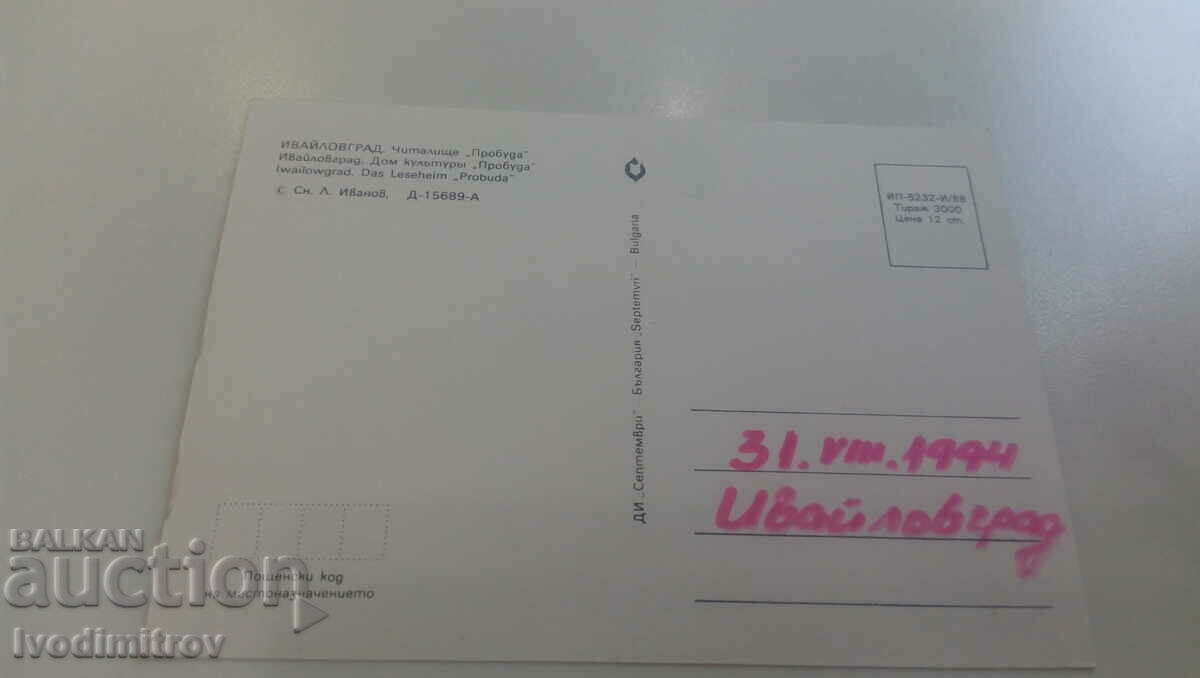 ИВАЙЛОВГРАД. Читалище „Пробуда"
Ивайловград. Дом культуры „Пробуда"
Iwailowgrad. Das Leseheim „Probuda"
© Сн. Л. Иванов, Д-15689-А
ДИ „Септември" – България „Septemvri" – Bulgaria
ИП-5232-И/88
Тираж 3000
Цена 12 ст.
31.VIII.1994
Ивайловград
Пощенски код
на местоназначението
BALKAN
auction
Ivodimitrov